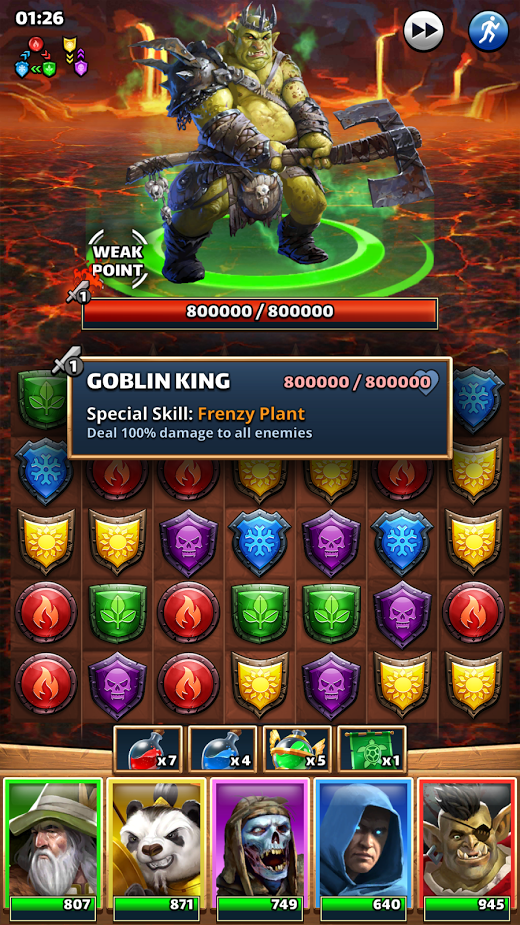 01:26
WEAK
POINT
1
800000 / 800000
1
GOBLIN KING 800000 / 800000
Special Skill: Frenzy Plant
Deal 100% damage to all enemies
x7 x4 x5 x1
807 871 749 640 945